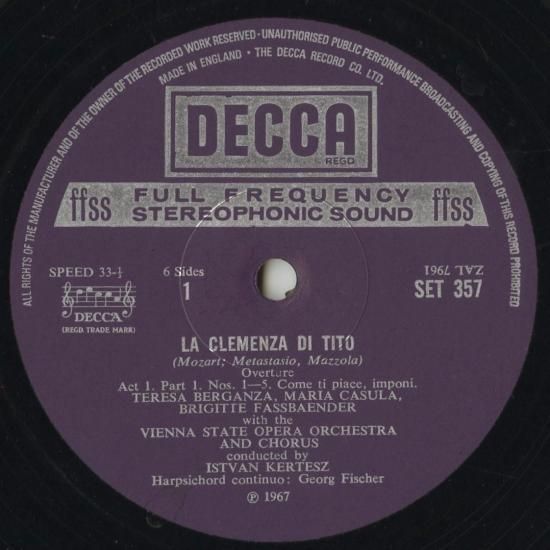 ALL RIGHTS OF THE MANUFACTURER AND OF THE OWNER OF THE RECORDED WORK RESERVED · UNAUTHORISED PUBLIC PERFORMANCE BROADCASTING AND COPYING OF THIS RECORD PROHIBITED
MADE IN ENGLAND · THE DECCA RECORD CO. LTD.
DECCA
REGD
ffss FULL FREQUENCY ffss
STEREOPHONIC SOUND
SPEED 33-⅓
6 Sides
ZAL 7961
1
SET 357
DECCA
(REGD. TRADE MARK)
LA CLEMENZA DI TITO
(Mozart; Metastasio, Mazzola)
Overture
Act 1. Part 1. Nos. 1—5. Come ti piace, imponi.
TERESA BERGANZA, MARIA CASULA,
BRIGITTE FASSBAENDER
with the
VIENNA STATE OPERA ORCHESTRA
AND CHORUS
conducted by
ISTVAN KERTESZ
Harpsichord continuo: Georg Fischer
℗ 1967